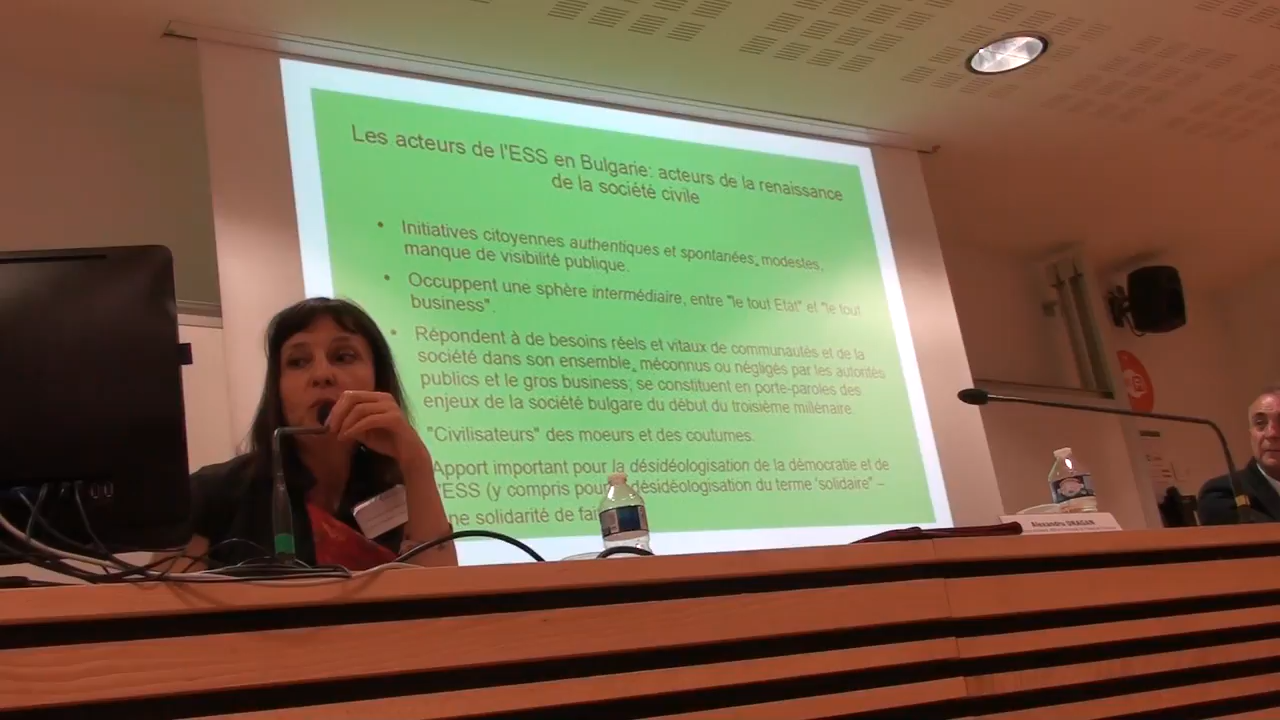 Les acteurs de l'ESS en Bulgarie: acteurs de la renaissance
de la société civile
• Initiatives citoyennes authentiques et spontanées, modestes,
manque de visibilité publique.
• Occuppent une sphère intermédiaire, entre "le tout Etat" et "le tout
business".
• Répondent à de besoins réels et vitaux de communautés et de la
société dans son ensemble, méconnus ou négligés par les autorités
publics et le gros business; se constituent en porte-paroles des
enjeux de la société bulgare du début du troisième millénaire.
"Civilisateurs" des moeurs et des coutumes.
Apport important pour la désidéologisation de la démocratie et de
l'ESS (y compris pour désidéologisation du terme 'solidaire" –
ne solidarité de fai
Alexandru DRAGAN